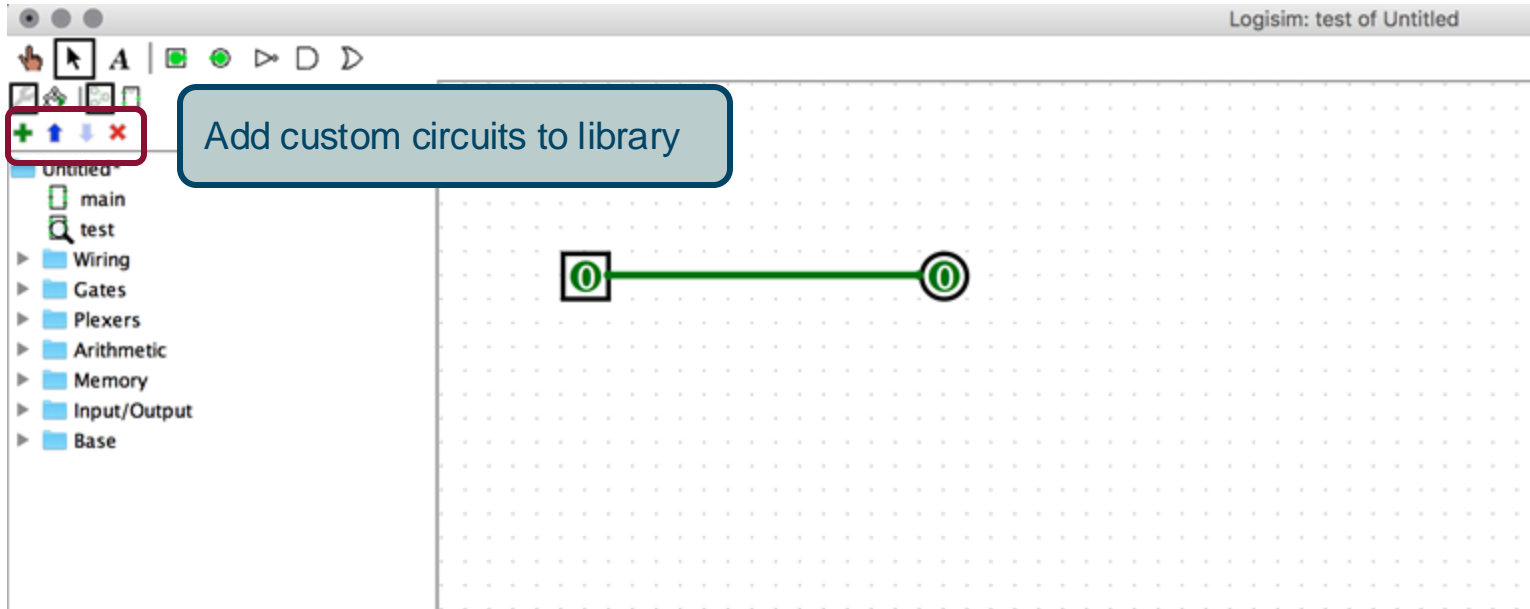 Logisim: test of Untitled
A
Add custom circuits to library
Untitled*
main
test
Wiring
0 0
Gates
Plexers
Arithmetic
Memory
Input/Output
Base